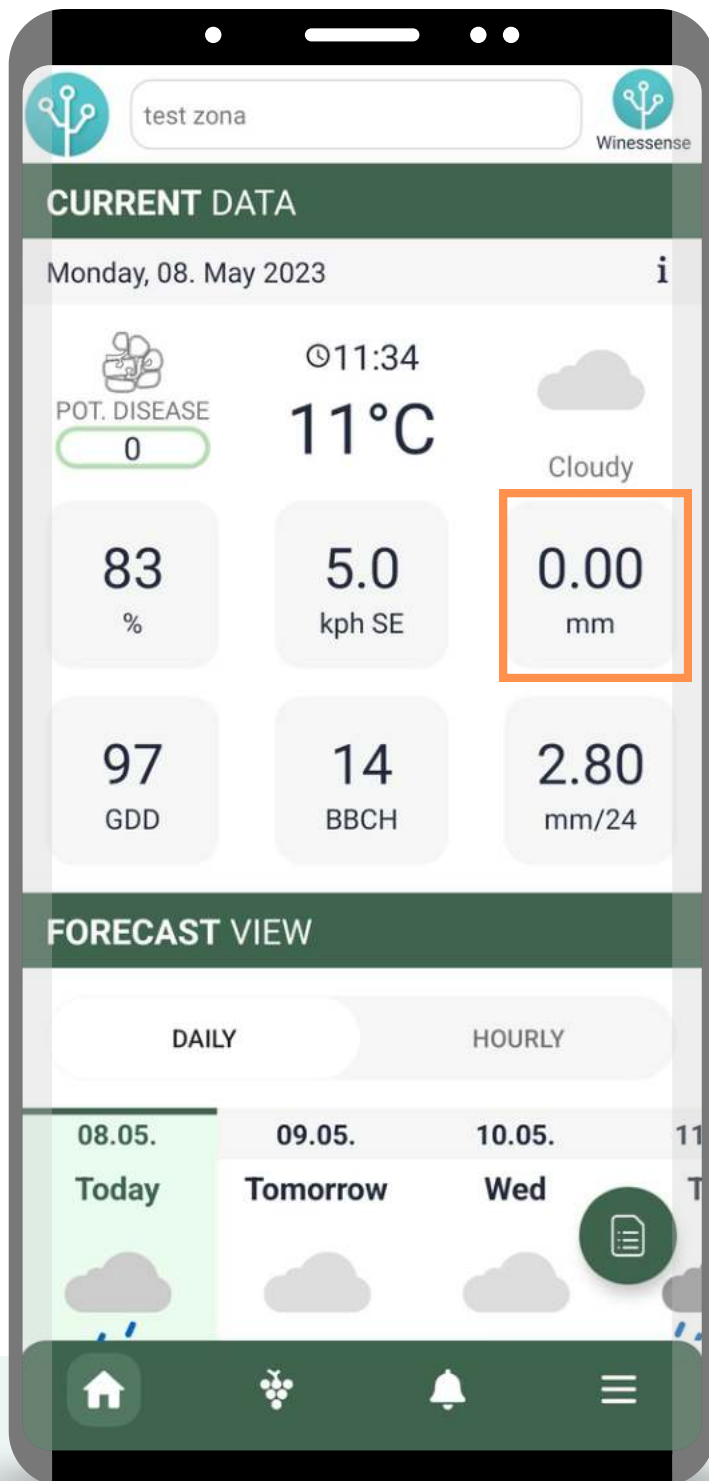 test zona
Winessense
CURRENT DATA
Monday, 08. May 2023 i
POT. DISEASE
0
11:34
11°C
Cloudy
83
%
5.0
kph SE
0.00
mm
97
GDD
14
BBCH
2.80
mm/24
FORECAST VIEW
DAILY HOURLY
08.05. 09.05. 10.05. 11
Today Tomorrow Wed T